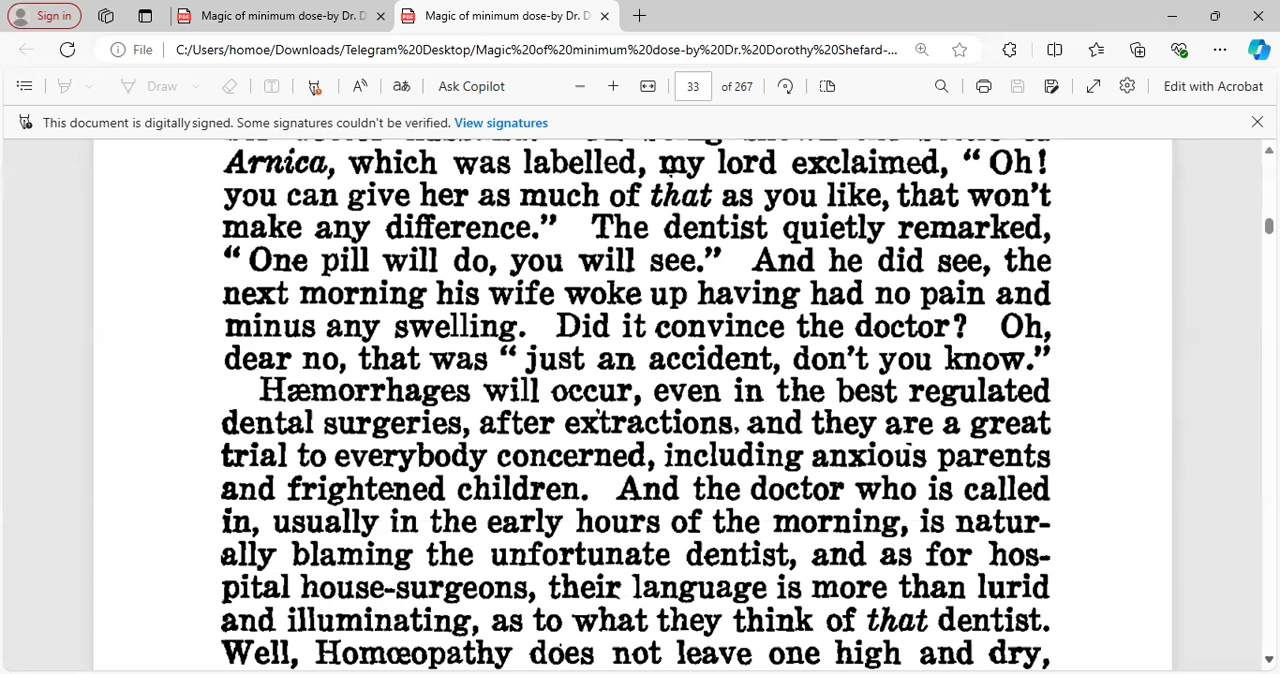 Sign in
Magic of minimum dose-by Dr. D
Magic of minimum dose-by Dr. D
File
C:/Users/homoe/Downloads/Telegram%20Desktop/Magic%20of%20minimum%20dose-by%20Dr.%20Dorothy%20Shefard-...
Draw
Ask Copilot
33
of 267
Edit with Acrobat
This document is digitally signed. Some signatures couldn't be verified. View signatures
Arnica, which was labelled, my lord exclaimed, “ Oh!
you can give her as much of that as you like, that won't
make any difference.” The dentist quietly remarked,
“ One pill will do, you will see.” And he did see, the
next morning his wife woke up having had no pain and
minus any swelling. Did it convince the doctor? Oh,
dear no, that was “ just an accident, don't you know.”
Hæmorrhages will occur, even in the best regulated
dental surgeries, after extractions, and they are a great
trial to everybody concerned, including anxious parents
and frightened children. And the doctor who is called
in, usually in the early hours of the morning, is natur-
ally blaming the unfortunate dentist, and as for hos-
pital house-surgeons, their language is more than lurid
and illuminating, as to what they think of that dentist.
Well, Homœopathy does not leave one high and dry,